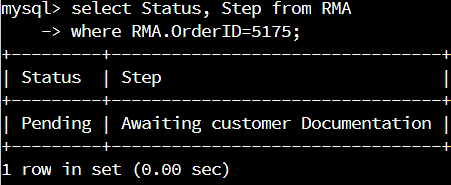 mysql> select Status, Step from RMA
    -> where RMA.OrderID=5175;
+---------+---------------------------------+
| Status  | Step                            |
+---------+---------------------------------+
| Pending | Awaiting customer Documentation |
+---------+---------------------------------+
1 row in set (0.00 sec)